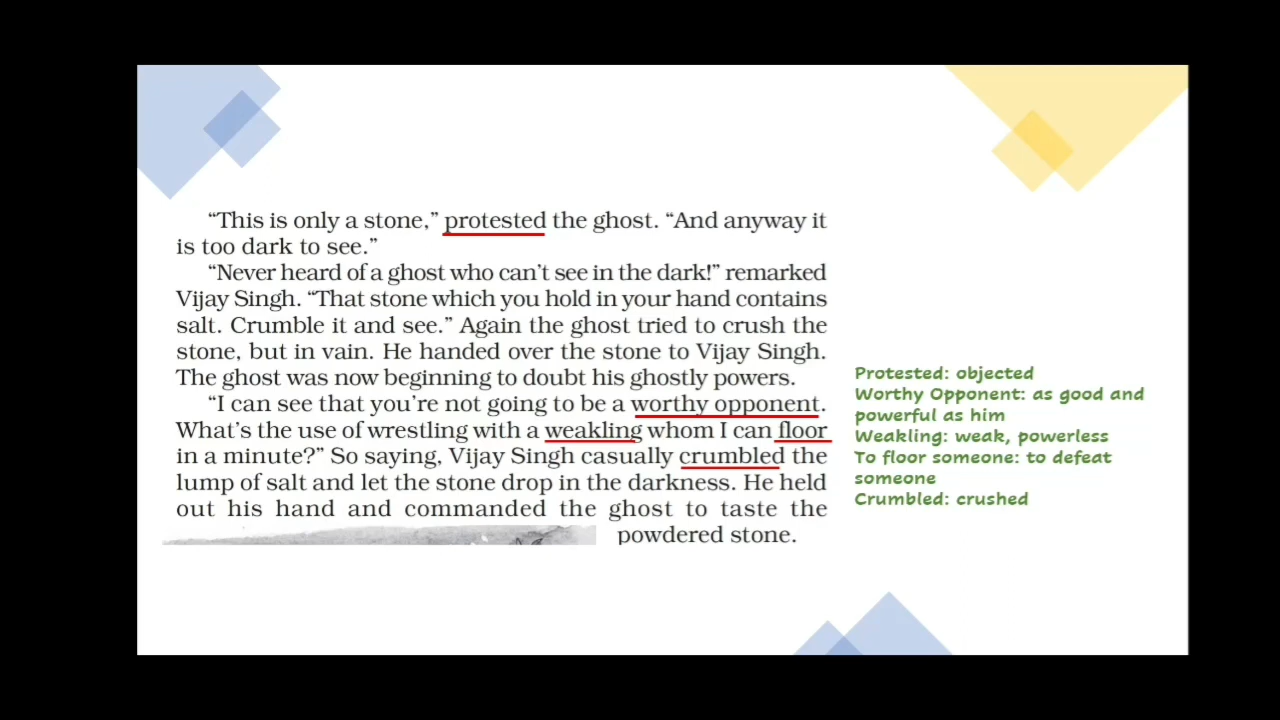 “This is only a stone,” protested the ghost. “And anyway it
is too dark to see.”
“Never heard of a ghost who can’t see in the dark!” remarked
Vijay Singh. “That stone which you hold in your hand contains
salt. Crumble it and see.” Again the ghost tried to crush the
stone, but in vain. He handed over the stone to Vijay Singh.
The ghost was now beginning to doubt his ghostly powers.
“I can see that you’re not going to be a worthy opponent.
What’s the use of wrestling with a weakling whom I can floor
in a minute?” So saying, Vijay Singh casually crumbled the
lump of salt and let the stone drop in the darkness. He held
out his hand and commanded the ghost to taste the
powdered stone.
Protested: objected
Worthy Opponent: as good and
powerful as him
Weakling: weak, powerless
To floor someone: to defeat
someone
Crumbled: crushed